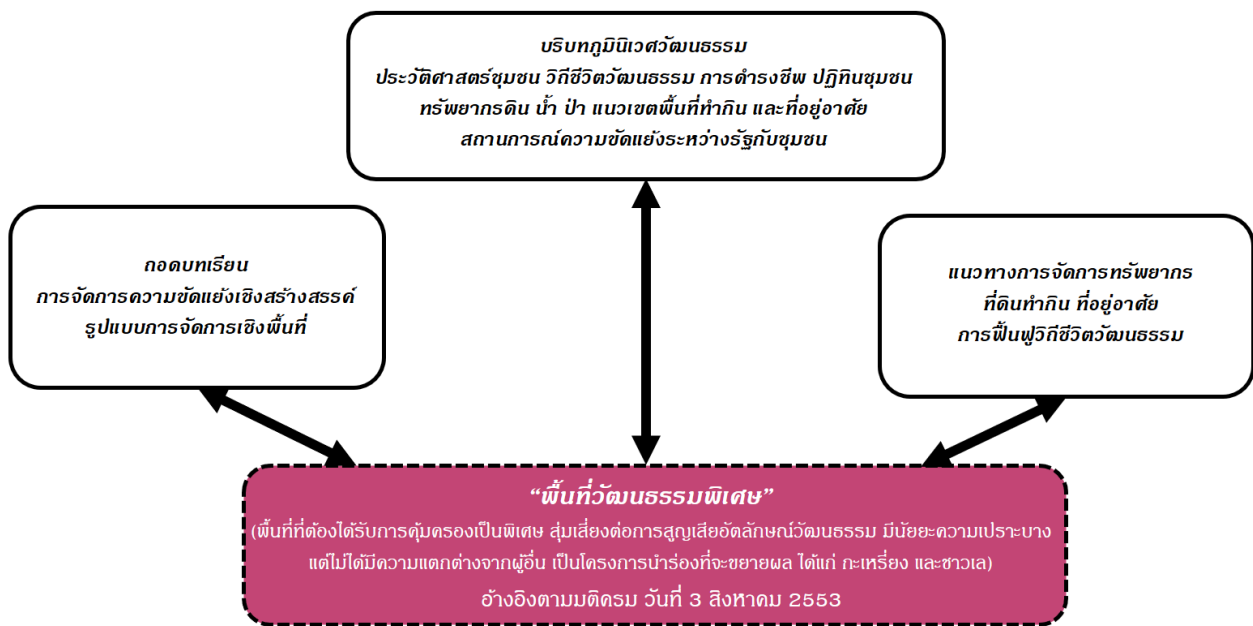 บริบทภูมินิเวศวัฒนธรรม
ประวัติศาสตร์ชุมชน วิถีชีวิตวัฒนธรรม การดำรงชีพ ปฏิทินชุมชน
ทรัพยากรดิน น้ำ ป่า แนวเขตพื้นที่ทำกิน และที่อยู่อาศัย
สถานการณ์ความขัดแย้งระหว่างรัฐกับชุมชน
ถอดบทเรียน
การจัดการความขัดแย้งเชิงสร้างสรรค์
รูปแบบการจัดการเชิงพื้นที่
แนวทางการจัดการทรัพยากร
ที่ดินทำกิน ที่อยู่อาศัย
การฟื้นฟูวิถีชีวิตวัฒนธรรม
“พื้นที่วัฒนธรรมพิเศษ”
(พื้นที่ที่ต้องได้รับการคุ้มครองเป็นพิเศษ สุ่มเสี่ยงต่อการสูญเสียอัตลักษณ์วัฒนธรรม มีนัยยะความเปราะบาง
แต่ไม่ได้มีความแตกต่างจากผู้อื่น เป็นโครงการนำร่องที่จะขยายผล ได้แก่ กะเหรี่ยง และชาวเล)
อ้างอิงตามมติครม วันที่ 3 สิงหาคม 2553